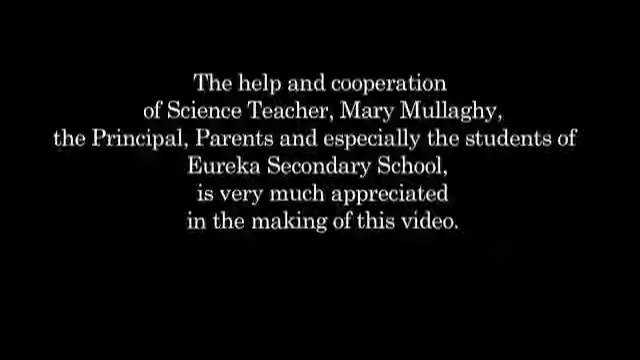 The help and cooperation
of Science Teacher, Mary Mullaghy,
the Principal, Parents and especially the students of
Eureka Secondary School,
is very much appreciated
in the making of this video.